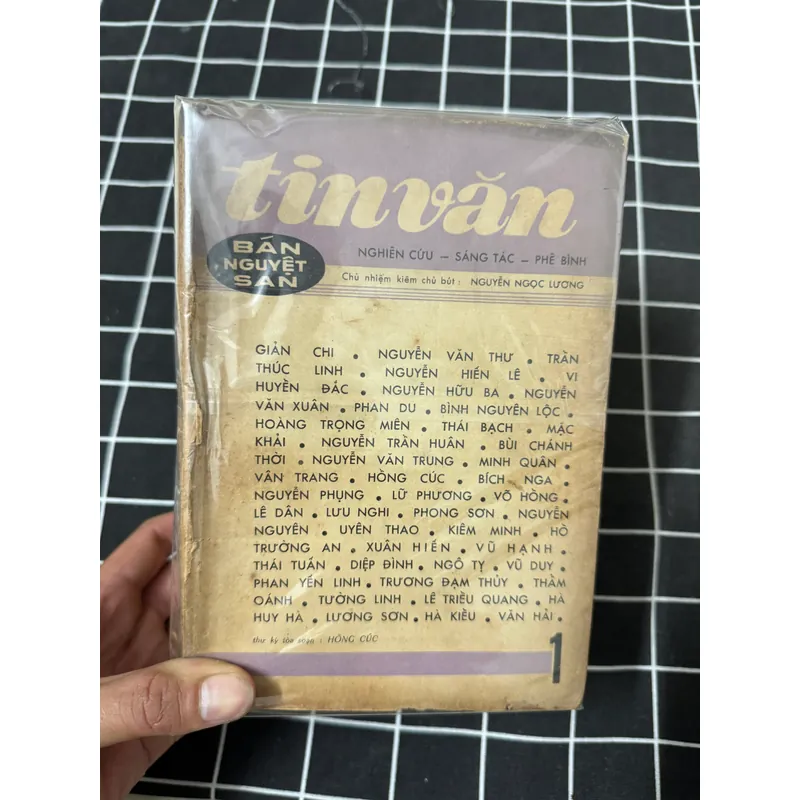 tin văn
BÁN
NGUYỆT
SAN
NGHIÊN CỨU – SÁNG TÁC – PHÊ BÌNH
Chủ nhiệm kiêm chủ bút : NGUYỄN NGỌC LƯƠNG
GIẢN CHI • NGUYỄN VĂN THƯ • TRẦN
THÚC LINH • NGUYỄN HIẾN LÊ • VI
HUYỀN ĐẮC • NGUYỄN HỮU BA • NGUYỄN
VĂN XUÂN • PHAN DU • BÌNH NGUYÊN LỘC •
HOÀNG TRỌNG MIÊN • THÁI BẠCH • MẶC
KHẢI • NGUYỄN TRẦN HUÂN • BÙI CHÁNH
THỜI • NGUYỄN VĂN TRUNG • MINH QUÂN •
VÂN TRANG • HỒNG CÚC • BÍCH NGA •
NGUYỄN PHỤNG • LỮ PHƯƠNG • VÕ HỒNG •
LÊ DÂN • LƯU NGHI • PHONG SƠN • NGUYỄN
NGUYÊN • UYÊN THAO • KIÊM MINH • HỒ
TRƯỜNG AN • XUÂN HIẾN • VŨ HẠNH •
THÁI TUẤN • DIỆP ĐÌNH • NGÔ TỴ • VŨ DUY •
PHAN YẾN LINH • TRƯƠNG ĐẠM THỦY • THẨM
OÁNH • TƯỜNG LINH • LÊ TRIỀU QUANG • HÀ
HUY HÀ • LƯƠNG SƠN • HÀ KIỀU • VĂN HẢI •
thư ký tòa soạn : HỒNG CÚC
1